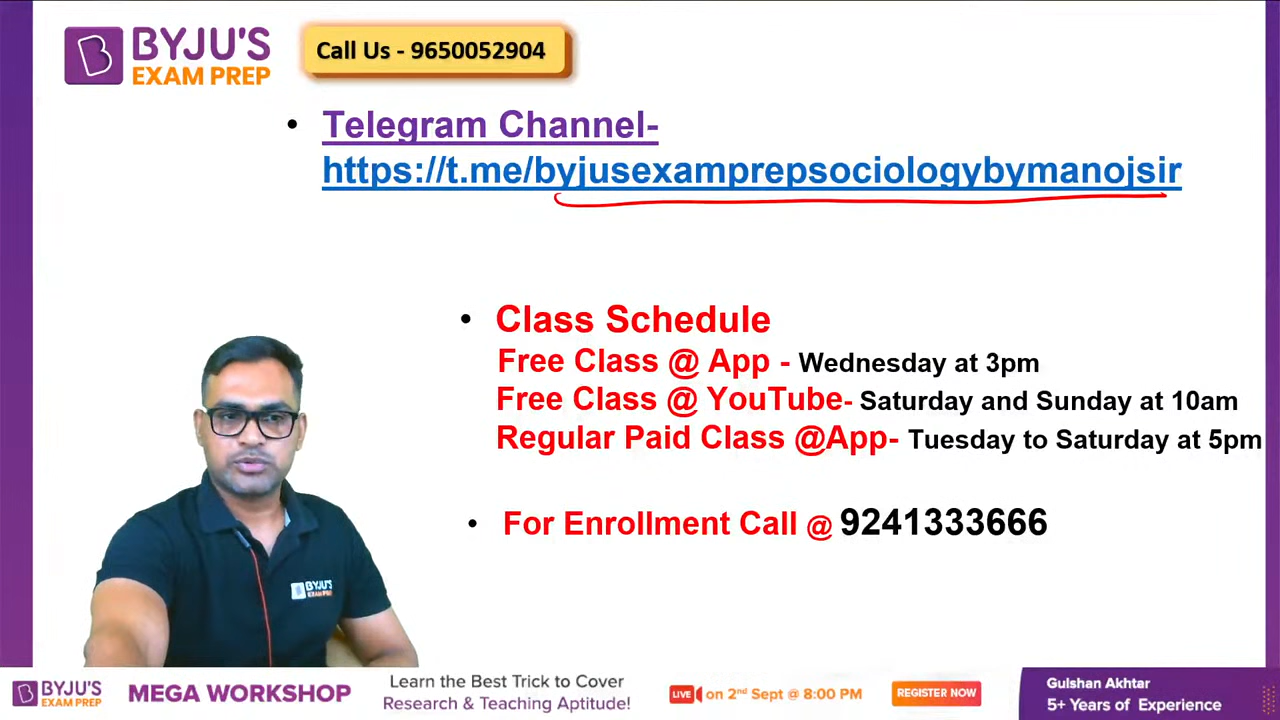 BYJU'S
EXAM PREP
Call Us - 9650052904
• Telegram Channel-
https://t.me/byjusexamprepsociologybymanojsir
• Class Schedule
Free Class @ App - Wednesday at 3pm
Free Class @ YouTube- Saturday and Sunday at 10am
Regular Paid Class @App- Tuesday to Saturday at 5pm
• For Enrollment Call @ 9241333666
BYJU'S
EXAM PREP
BYJU'S
EXAM PREP
MEGA WORKSHOP
Learn the Best Trick to Cover
Research & Teaching Aptitude!
LIVE on 2nd Sept @ 8:00 PM
REGISTER NOW
Gulshan Akhtar
5+ Years of Experience